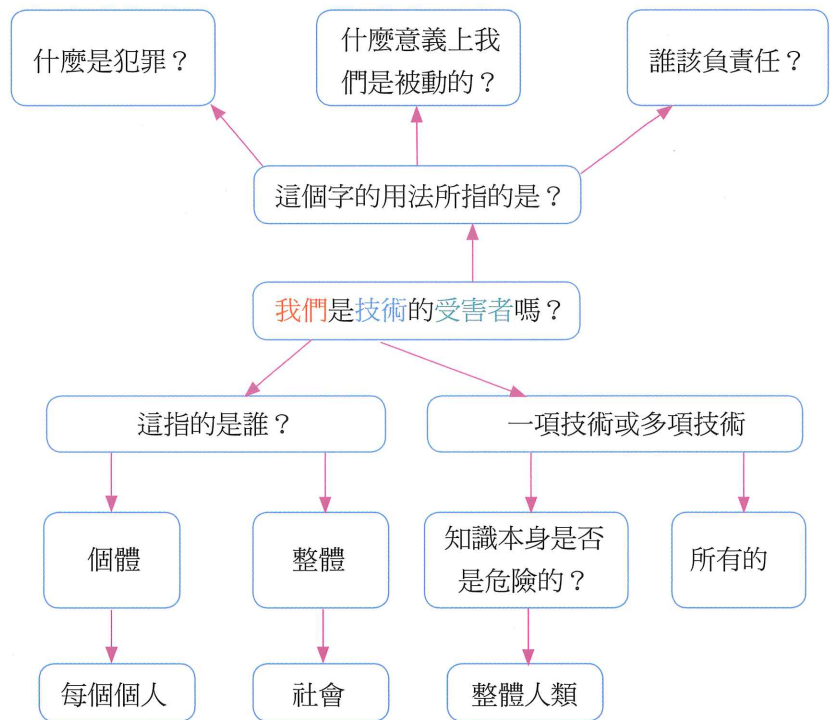 什麼是犯罪？
什麼意義上我
們是被動的？
誰該負責任？
這個字的用法所指的是？
我們是技術的受害者嗎？
這指的是誰？
一項技術或多項技術
個體
整體
知識本身是否
是危險的？
所有的
每個個人
社會
整體人類